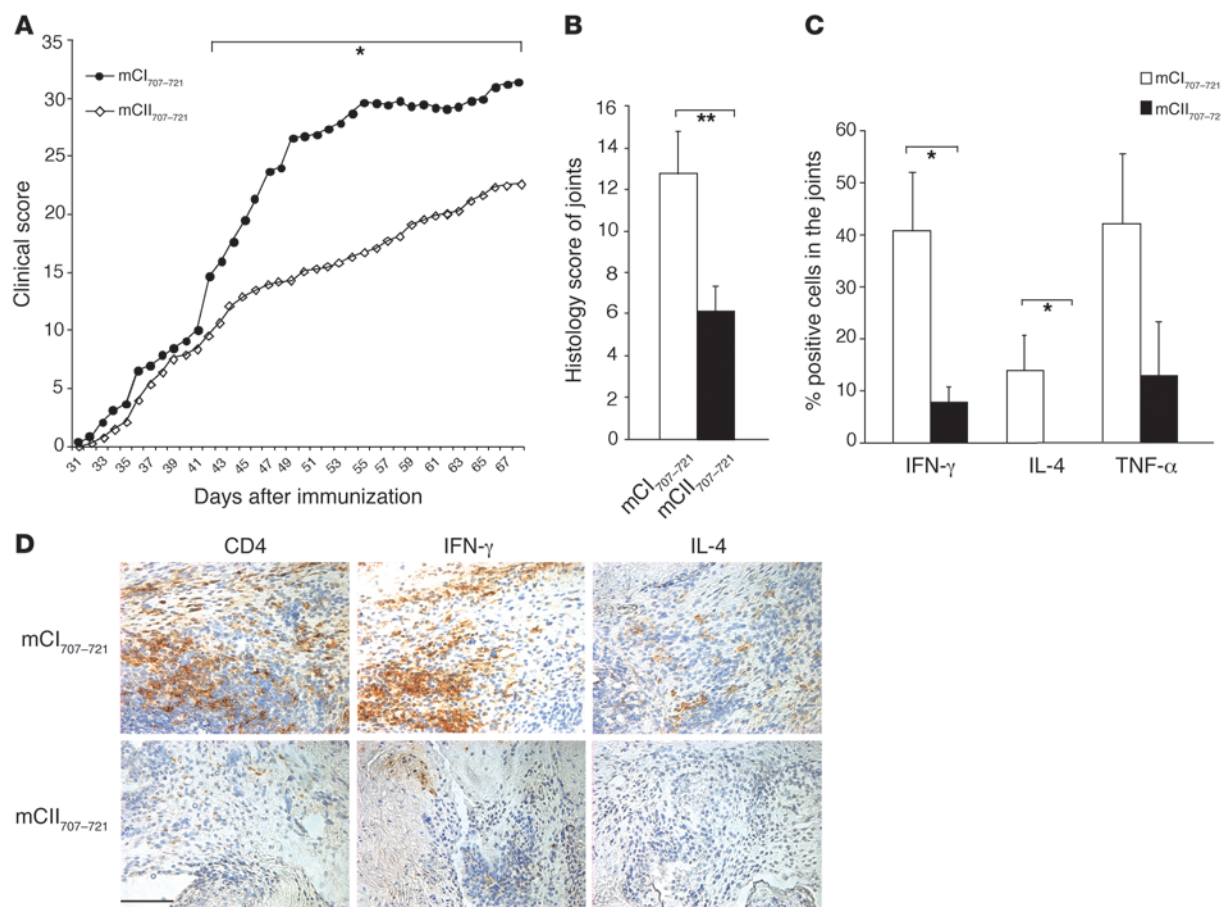 A
35
30
25
20
15
10
5
0
Clinical score
*
mCI707–721
mCII707–721
31 33 35 37 39 41 43 45 47 49 51 53 55 57 59 61 63 65 67
Days after immunization
B
18
16
14
12
10
8
6
4
2
0
Histology score of joints
**
mCI707–721
mCII707–721
C
mCI707–721
mCII707–72
60
50
40
30
20
10
0
% positive cells in the joints
* *
IFN-γ IL-4 TNF-α
D
CD4 IFN-γ IL-4
mCI707–721
mCII707–721